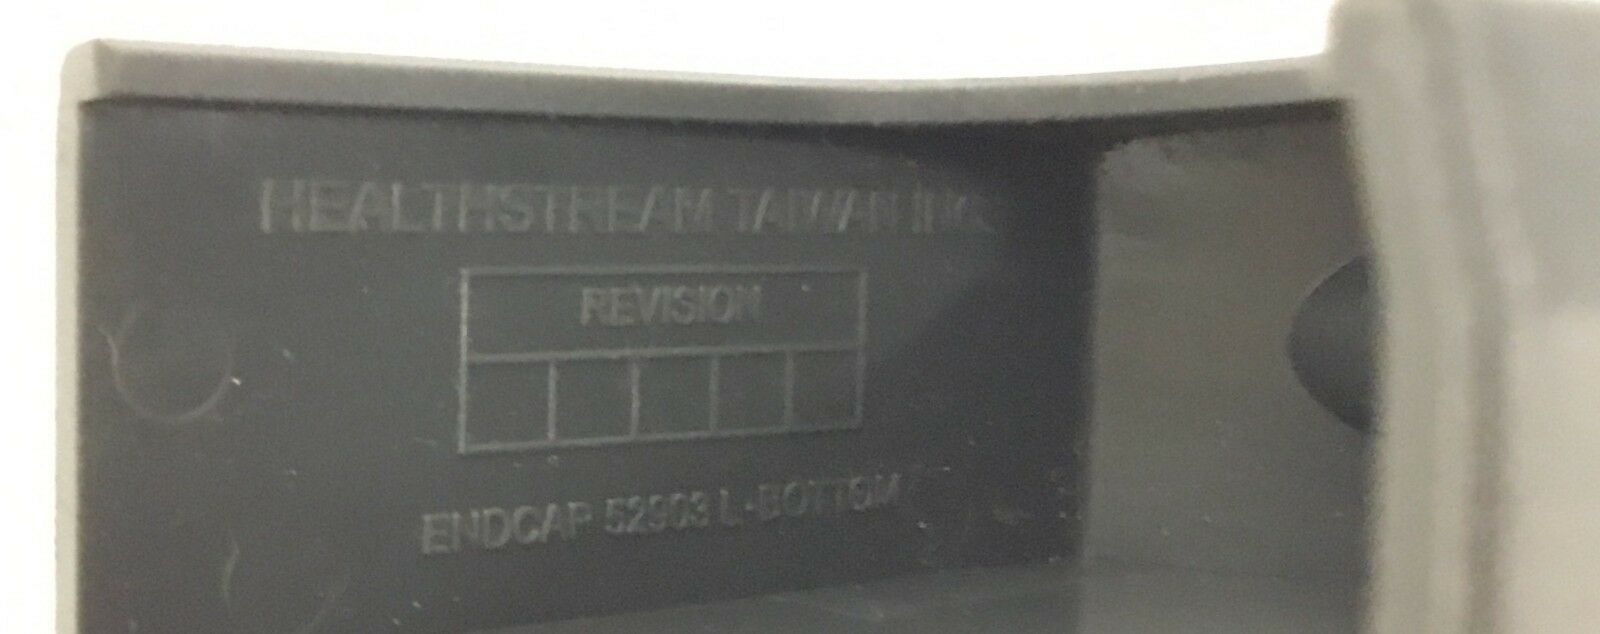 HEALTHSTREAM TAIWAN INC.
REVISION
ENDCAP 52903 L-BOTTOM